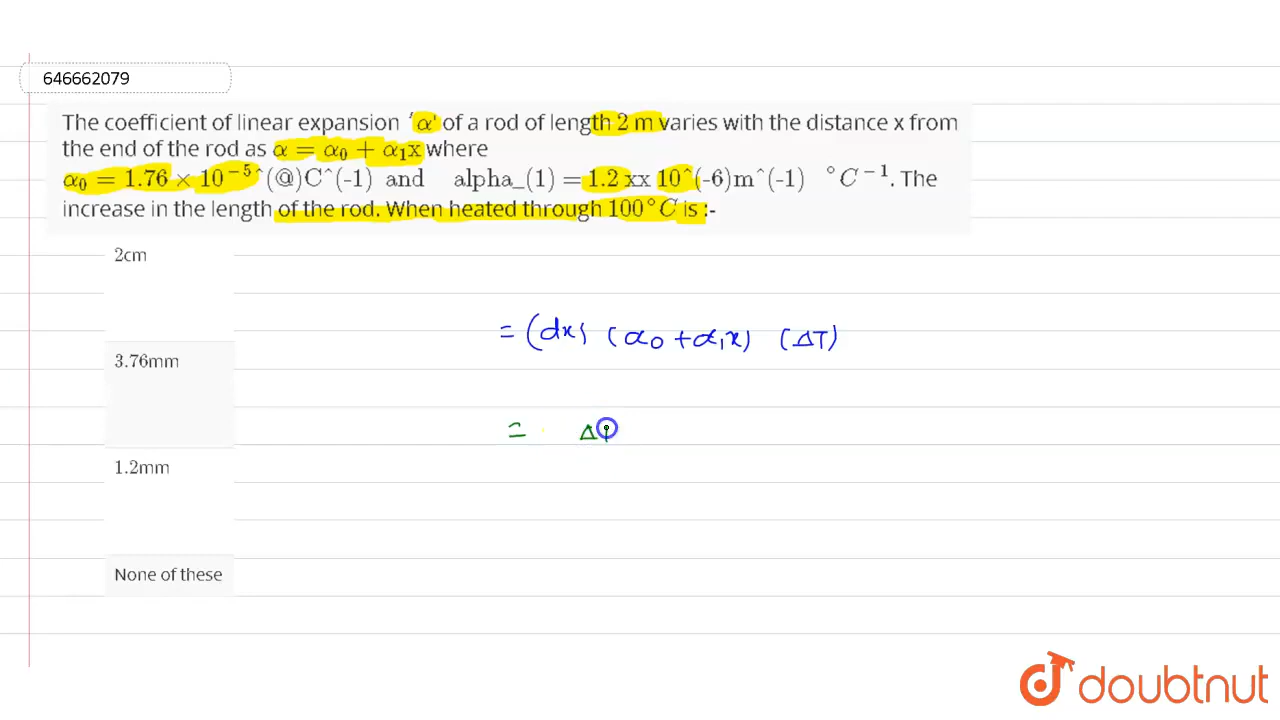 646662079
The coefficient of linear expansion 'α' of a rod of length 2 m varies with the distance x from
the end of the rod as α = α₀ + α₁x where
α₀ = 1.76 × 10⁻⁵^(@)C^(-1) and alpha_(1) = 1.2 xx 10^(-6)m^(-1) °C⁻¹. The
increase in the length of the rod. When heated through 100°C is :-
2cm
= (dx) (α₀ + α₁x) (ΔT)
3.76mm
= Δ
1.2mm
None of these
doubtnut